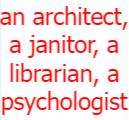 an architect,
a janitor, a
librarian, a
psychologist